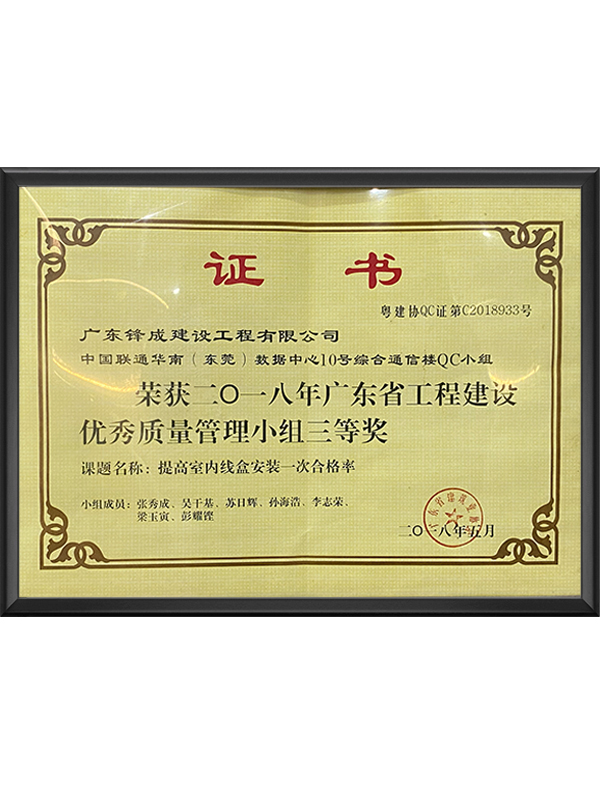 证 书
粤建协QC证第C2018933号
广东锋成建设工程有限公司
中国联通华南（东莞）数据中心10号综合通信楼QC小组
荣获二〇一八年广东省工程建设
优秀质量管理小组三等奖
课题名称：提高室内线盒安装一次合格率
小组成员：张秀成、吴干基、苏日辉、孙海浩、李志荣、
梁玉寅、彭耀铿
二〇一八年五月